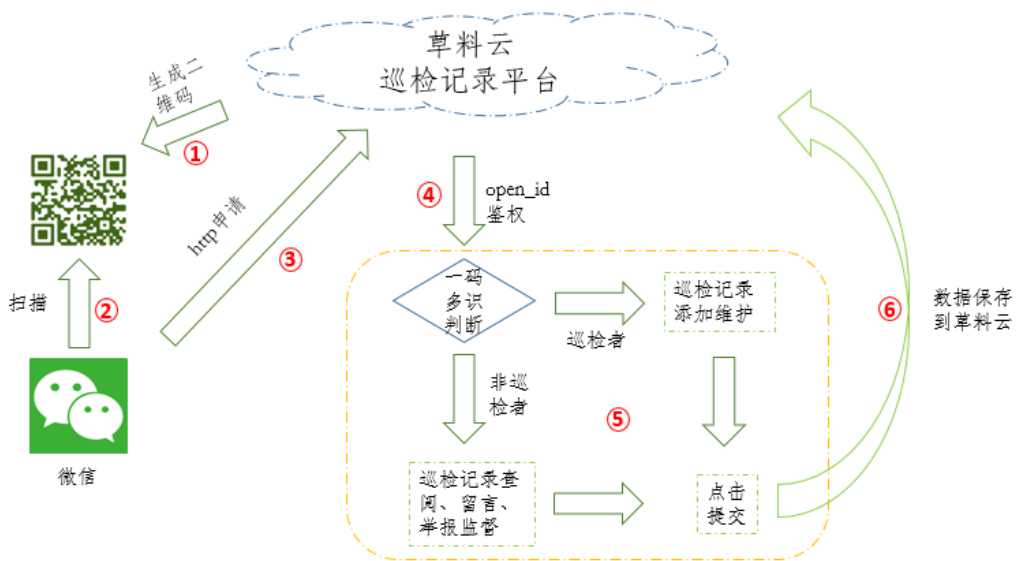 草料云
巡检记录平台
生成二
维码
①
http申请
③
④
open_id
鉴权
扫描
②
微信
一码
多识
判断
巡检者
巡检记录
添加维护
非巡
检者
⑤
巡检记录查
阅、留言、
举报监督
点击
提交
⑥
数据保存
到草料云